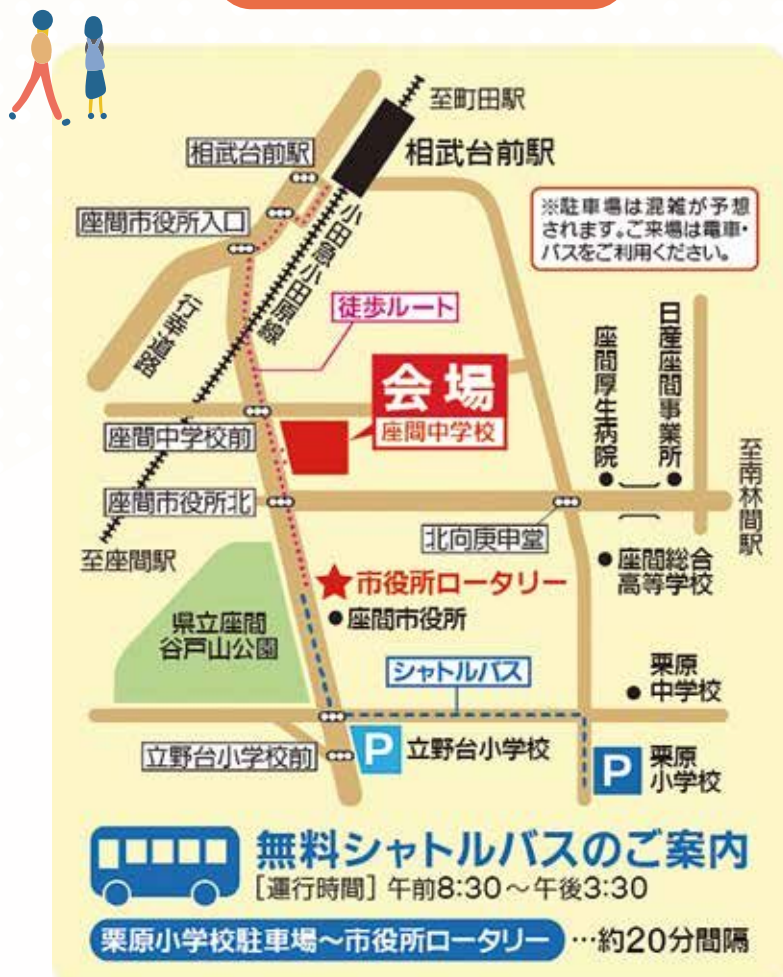 至町田駅
相武台前駅
相武台前駅
座間市役所入口
※駐車場は混雑が予想
されます。ご来場は電車・
バスをご利用ください。
小田急小田原線
行幸道路
徒歩ルート
会場
座間中学校
座間厚生病院
日産座間事業所
座間中学校前
至南林間駅
座間市役所北
北向庚申堂
至座間駅
座間総合
高等学校
市役所ロータリー
座間市役所
県立座間
谷戸山公園
シャトルバス
栗原
中学校
立野台小学校前
P
立野台小学校
P
栗原
小学校
無料シャトルバスのご案内
[運行時間]午前8:30~午後3:30
栗原小学校駐車場~市役所ロータリー…約20分間隔